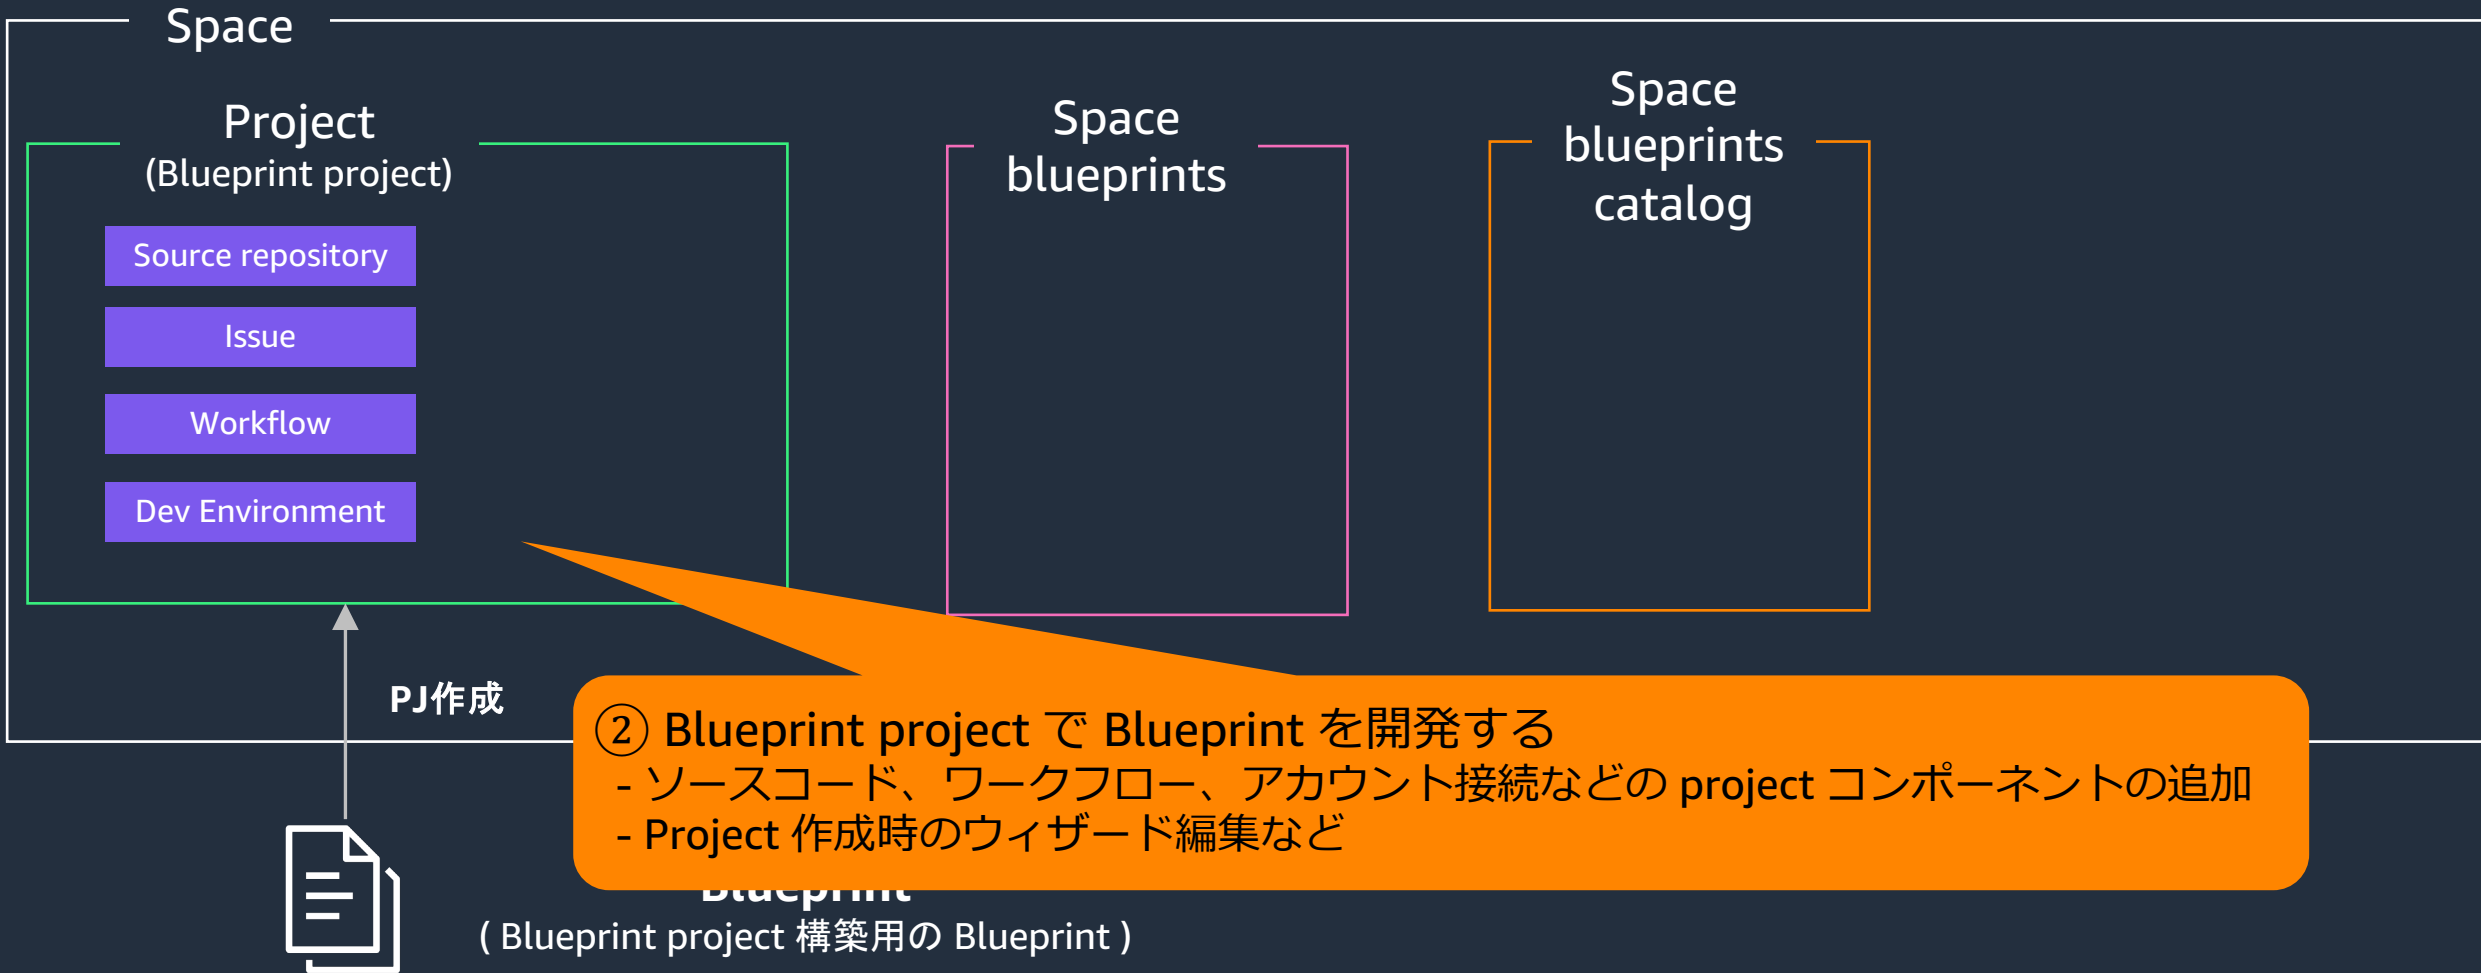 Space
Project
(Blueprint project)
Source repository
Issue
Workflow
Dev Environment
Space
blueprints
Space
blueprints
catalog
PJ作成
② Blueprint project で Blueprint を開発する
- ソースコード、ワークフロー、アカウント接続などの project コンポーネントの追加
- Project 作成時のウィザード編集など
Blueprint
( Blueprint project 構築用の Blueprint )